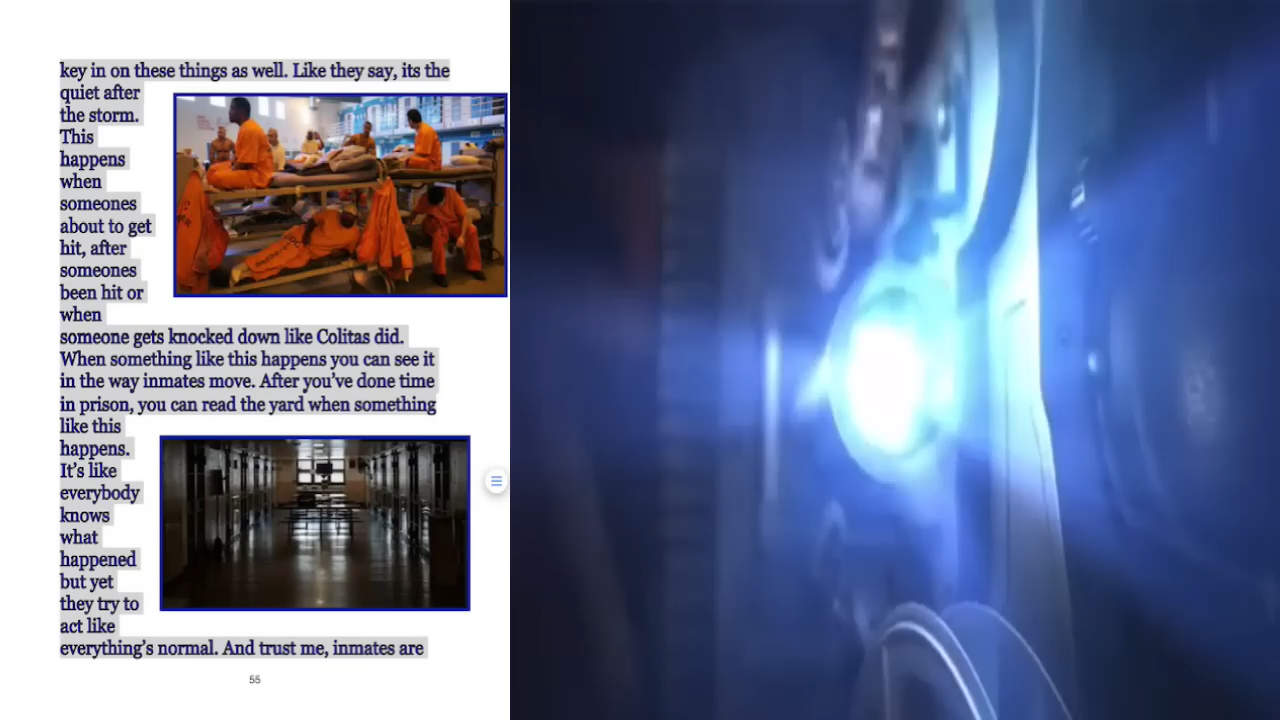 key in on these things as well. Like they say, its the
quiet after
the storm.
This
happens
when
someones
about to get
hit, after
someones
been hit or
when
someone gets knocked down like Colitas did.
When something like this happens you can see it
in the way inmates move. After you’ve done time
in prison, you can read the yard when something
like this
happens.
It’s like
everybody
knows
what
happened
but yet
they try to
act like
everything’s normal. And trust me, inmates are
55